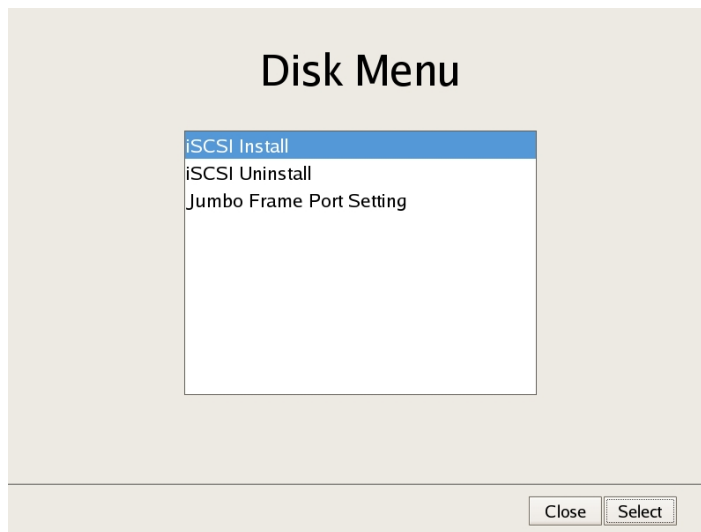 Disk Menu
iSCSI Install
iSCSI Uninstall
Jumbo Frame Port Setting
Close
Select